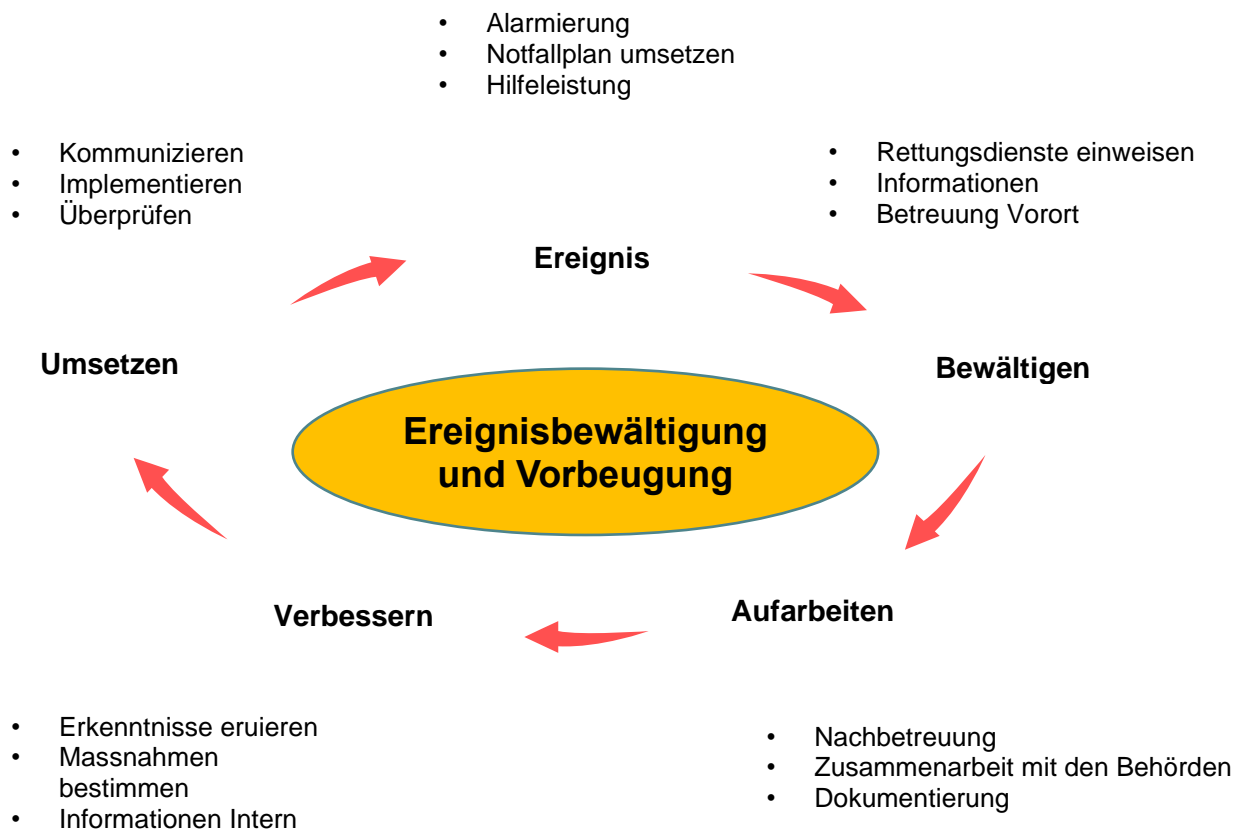 • Alarmierung
• Notfallplan umsetzen
• Hilfeleistung
• Kommunizieren
• Implementieren
• Überprüfen
• Rettungsdienste einweisen
• Informationen
• Betreuung Vorort
Ereignis
Umsetzen
Bewältigen
Ereignisbewältigung
und Vorbeugung
Verbessern
Aufarbeiten
• Erkenntnisse eruieren
• Massnahmen
bestimmen
• Informationen Intern
• Nachbetreuung
• Zusammenarbeit mit den Behörden
• Dokumentierung